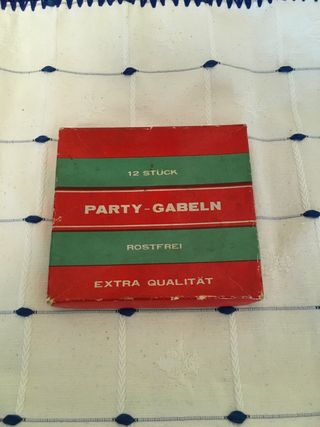 12 STÜCK
PARTY-GABELN
ROSTFREI
EXTRA QUALITÄT